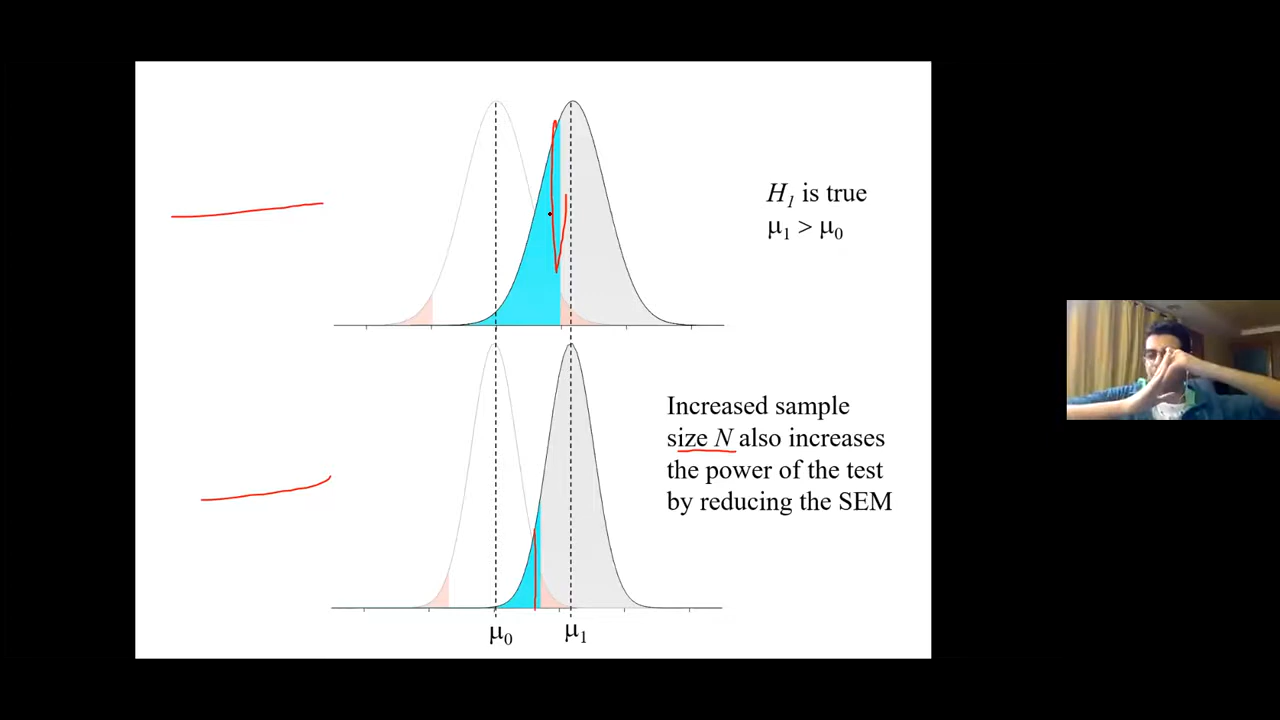 H₁ is true
μ₁ > μ₀
Increased sample
size N also increases
the power of the test
by reducing the SEM
μ₀ μ₁